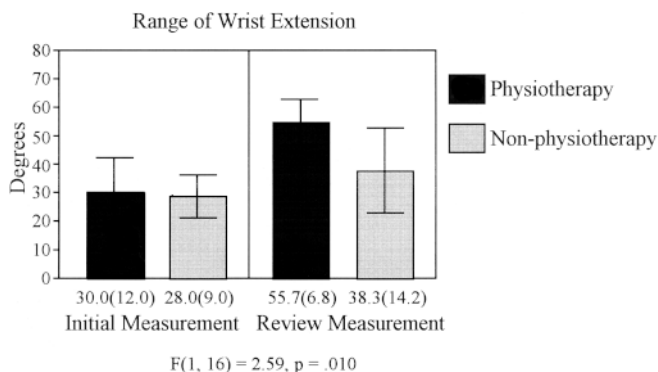 Range of Wrist Extension
80
70
60
50
40
30
20
10
0
Degrees
Physiotherapy
Non-physiotherapy
30.0(12.0) 28.0(9.0) 55.7(6.8) 38.3(14.2)
Initial Measurement Review Measurement
F(1, 16) = 2.59, p = .010